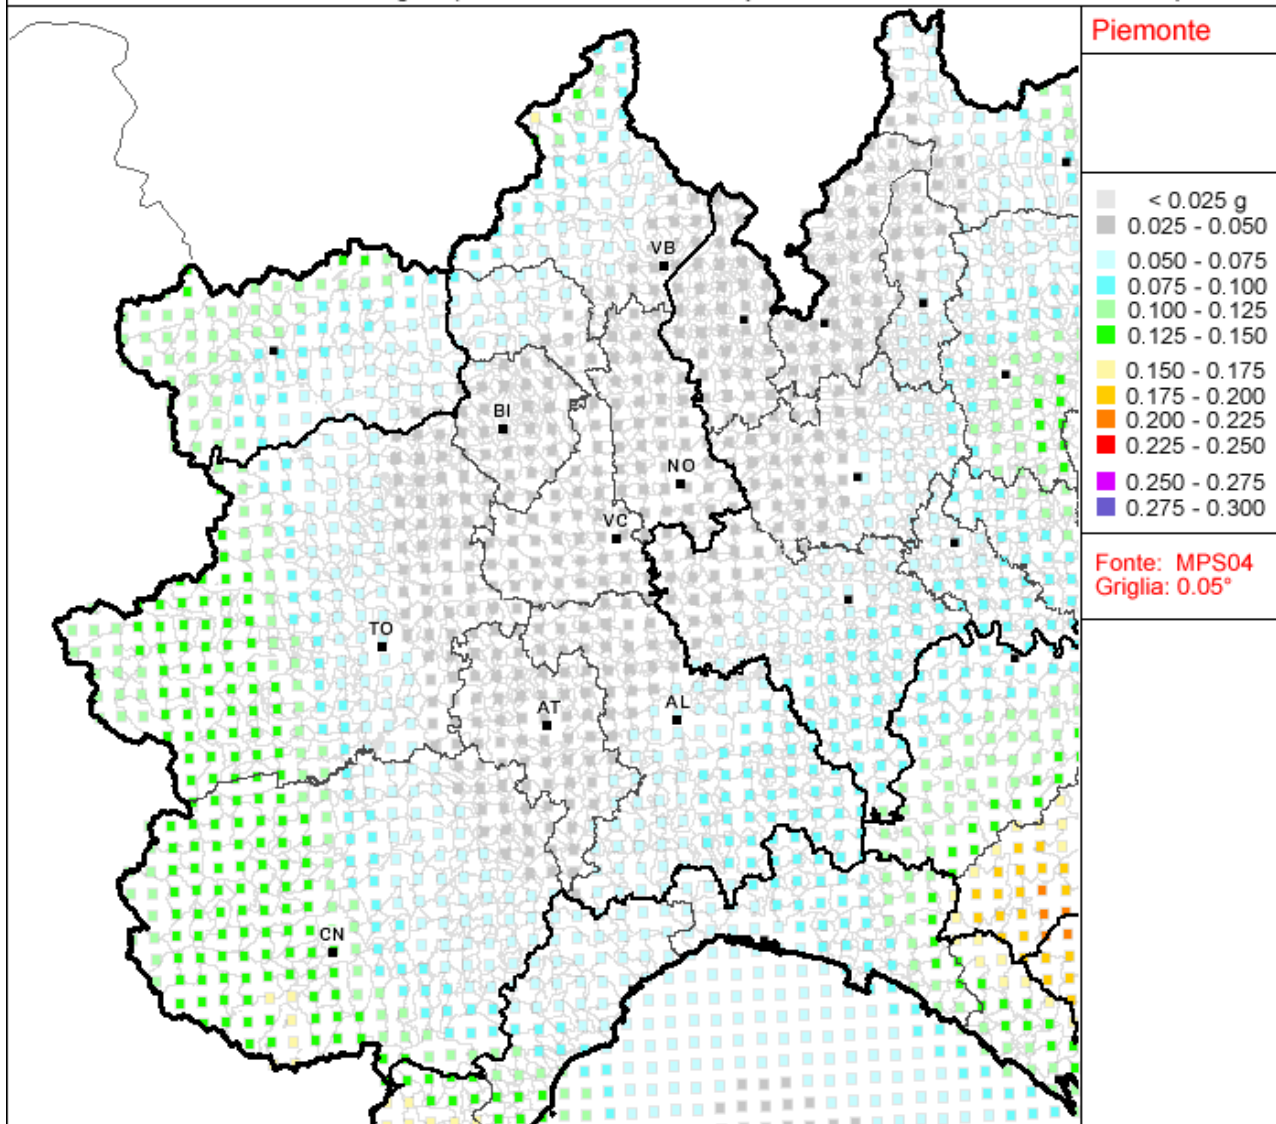 Piemonte
< 0.025 g
0.025 - 0.050
0.050 - 0.075
0.075 - 0.100
0.100 - 0.125
0.125 - 0.150
0.150 - 0.175
0.175 - 0.200
0.200 - 0.225
0.225 - 0.250
0.250 - 0.275
0.275 - 0.300
Fonte: MPS04
Griglia: 0.05°
VB
BI
NO
VC
TO
AT
AL
CN